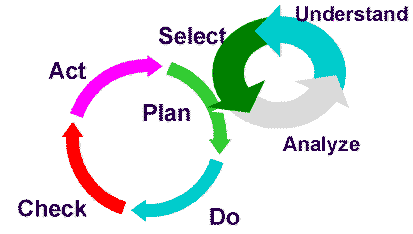 Understand
Select
Act
Plan
Analyze
Check
Do